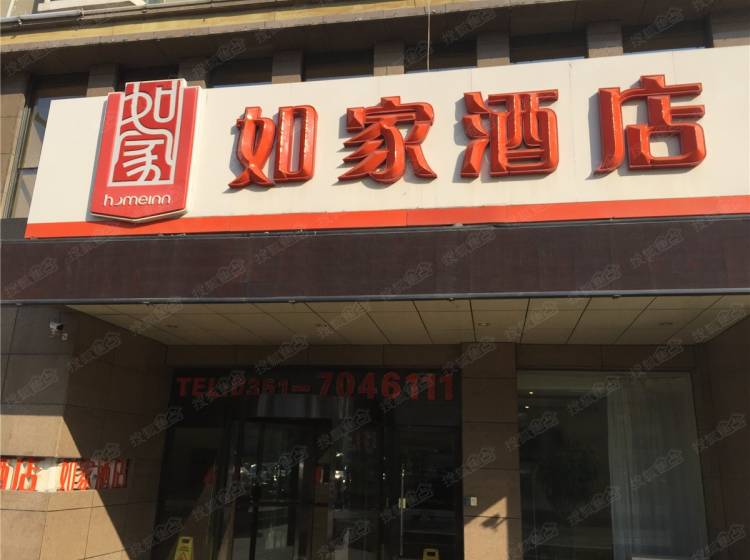 如家
homeinn
如家酒店
TEL:0351-7046111
酒店 如家酒店